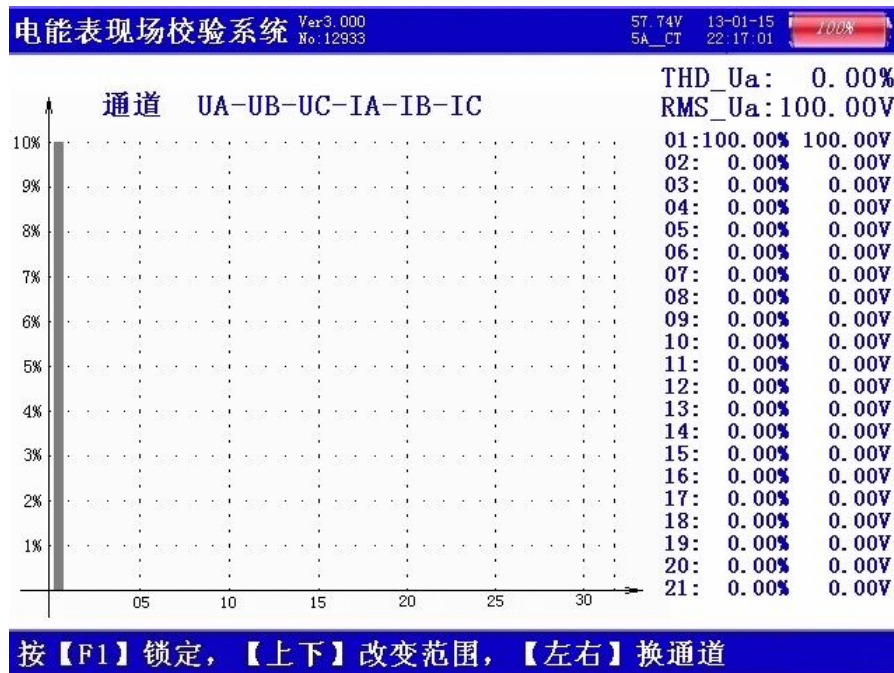 电能表现场校验系统 Ver3.000 No:12933
57.74V 13-01-15
5A__CT 22:17:01
100%
THD_Ua: 0.00%
RMS_Ua:100.00V
通道 UA-UB-UC-IA-IB-IC
10%
9%
8%
7%
6%
5%
4%
3%
2%
1%
05 10 15 20 25 30
01:100.00% 100.00V
02: 0.00% 0.00V
03: 0.00% 0.00V
04: 0.00% 0.00V
05: 0.00% 0.00V
06: 0.00% 0.00V
07: 0.00% 0.00V
08: 0.00% 0.00V
09: 0.00% 0.00V
10: 0.00% 0.00V
11: 0.00% 0.00V
12: 0.00% 0.00V
13: 0.00% 0.00V
14: 0.00% 0.00V
15: 0.00% 0.00V
16: 0.00% 0.00V
17: 0.00% 0.00V
18: 0.00% 0.00V
19: 0.00% 0.00V
20: 0.00% 0.00V
21: 0.00% 0.00V
按【F1】锁定，【上下】改变范围，【左右】换通道